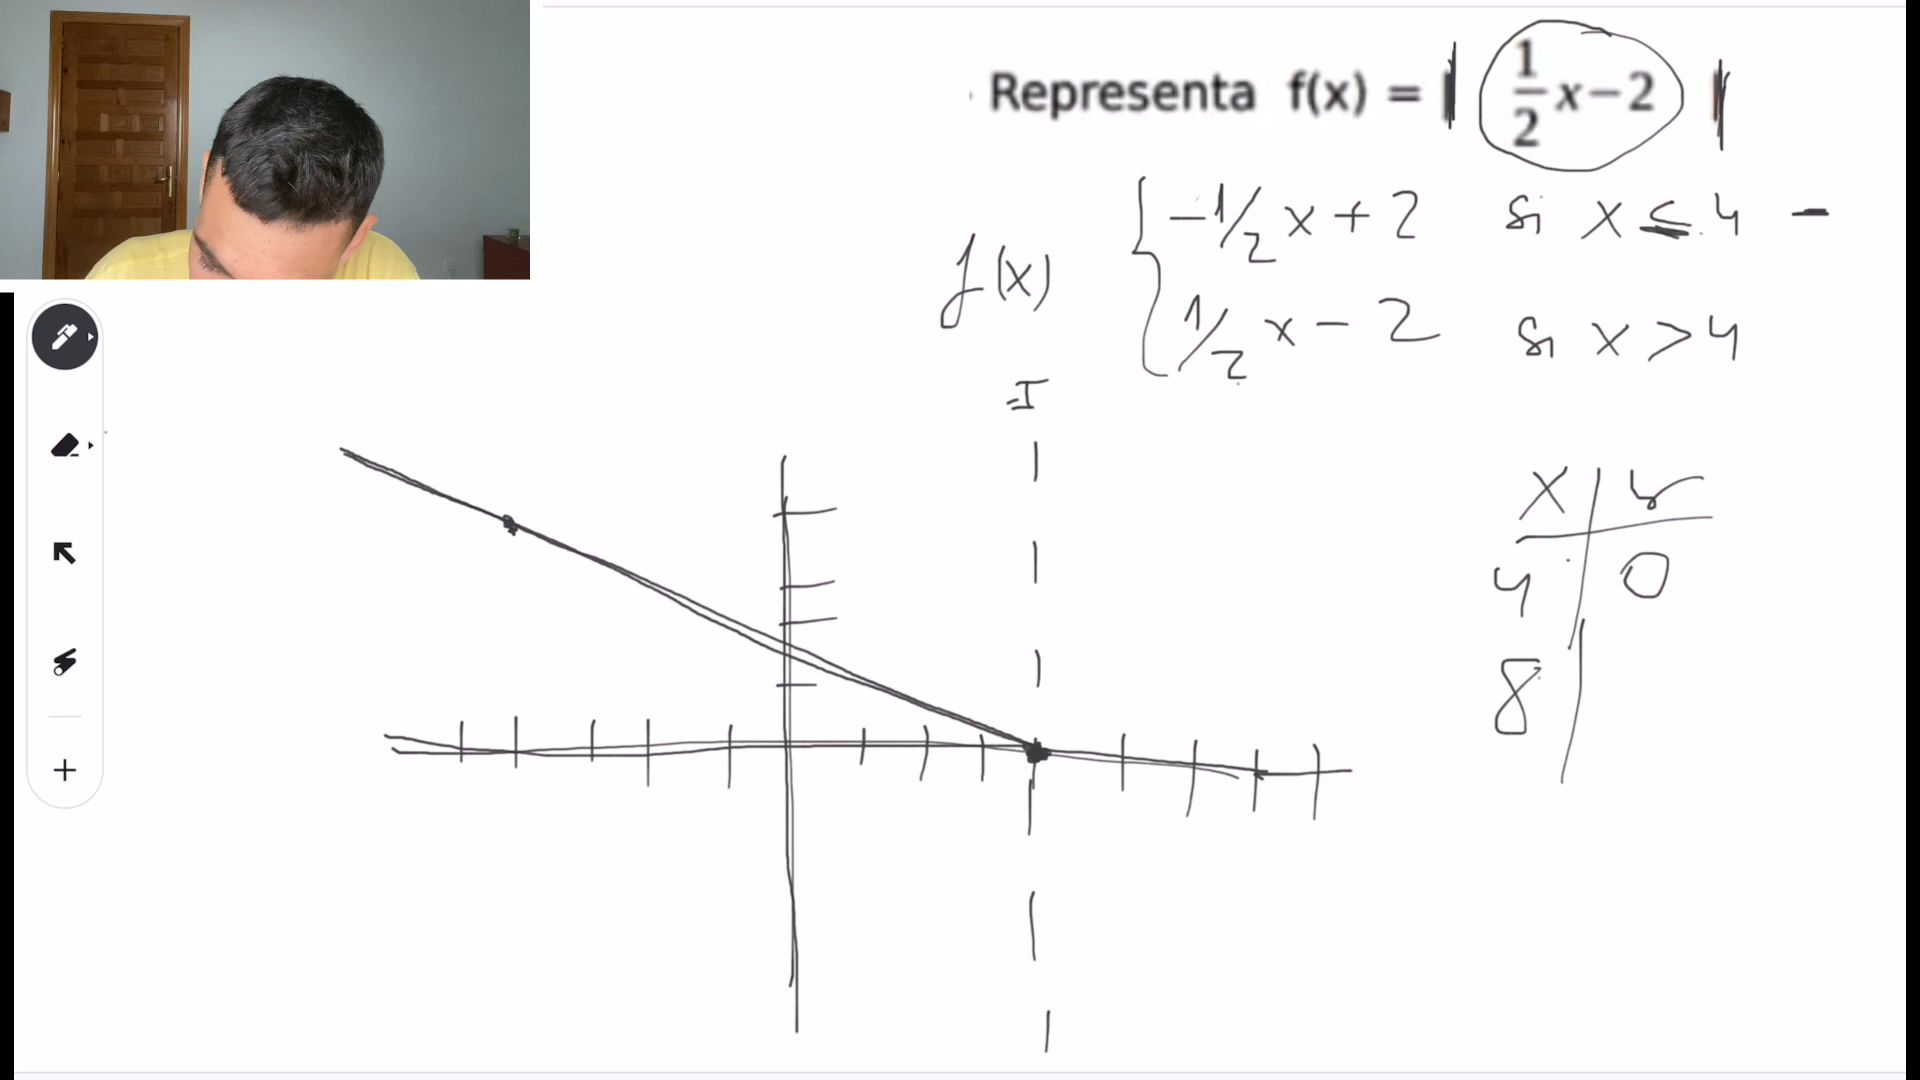 Representa f(x) = | 1/2 x - 2 |
f(x) { -1/2 x + 2 si x ≤ 4 -
1/2 x - 2 si x > 4
x | y
4 | 0
8 |